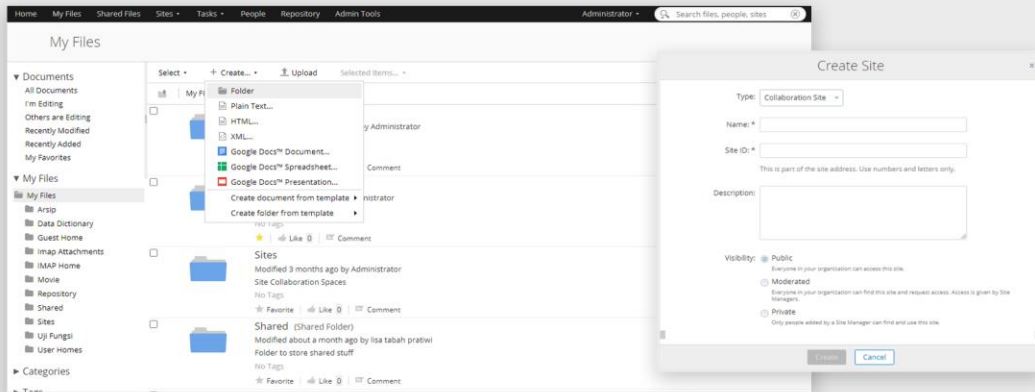 Home My Files Shared Files Sites Tasks People Repository Admin Tools Administrator Search files, people, sites
My Files
Documents
All Documents
I'm Editing
Others are Editing
Recently Modified
Recently Added
My Favorites
My Files
My Files
Arsip
Data Dictionary
Guest Home
Imap Attachments
IMAP Home
Movie
Repository
Shared
Sites
Uji Fungsi
User Homes
Categories
Tags
Select + Create... Upload Selected Items...
My Fi
Folder
Plain Text...
HTML...
XML...
Google Docs™ Document...
Google Docs™ Spreadsheet...
Google Docs™ Presentation...
Create document from template
Create folder from template
y Administrator
Comment
nistrator
No Tags
Like 0 Comment
Sites
Modified 3 months ago by Administrator
Site Collaboration Spaces
No Tags
Favorite Like 0 Comment
Shared (Shared Folder)
Modified about a month ago by lisa tabah pratiwi
Folder to store shared stuff
No Tags
Favorite Like 0 Comment
Create Site
Type: Collaboration Site
Name: *
Site ID: *
This is part of the site address. Use numbers and letters only.
Description:
Visibility: Public
Everyone in your organization can access this site.
Moderated
Everyone in your organization can find this site and request access. Access is given by Site
Managers.
Private
Only people added by a Site Manager can find and use this site.
Create Cancel